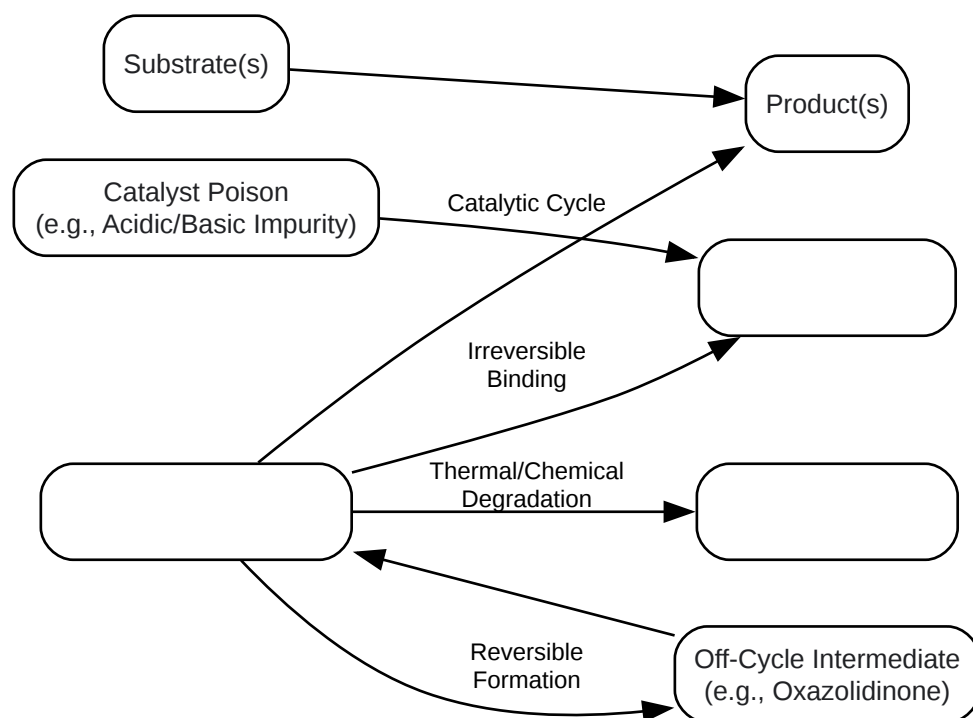 Substrate(s)
Product(s)
Catalyst Poison
(e.g., Acidic/Basic Impurity)
Catalytic Cycle
Irreversible
Binding
Thermal/Chemical
Degradation
Reversible
Formation
Off-Cycle Intermediate
(e.g., Oxazolidinone)